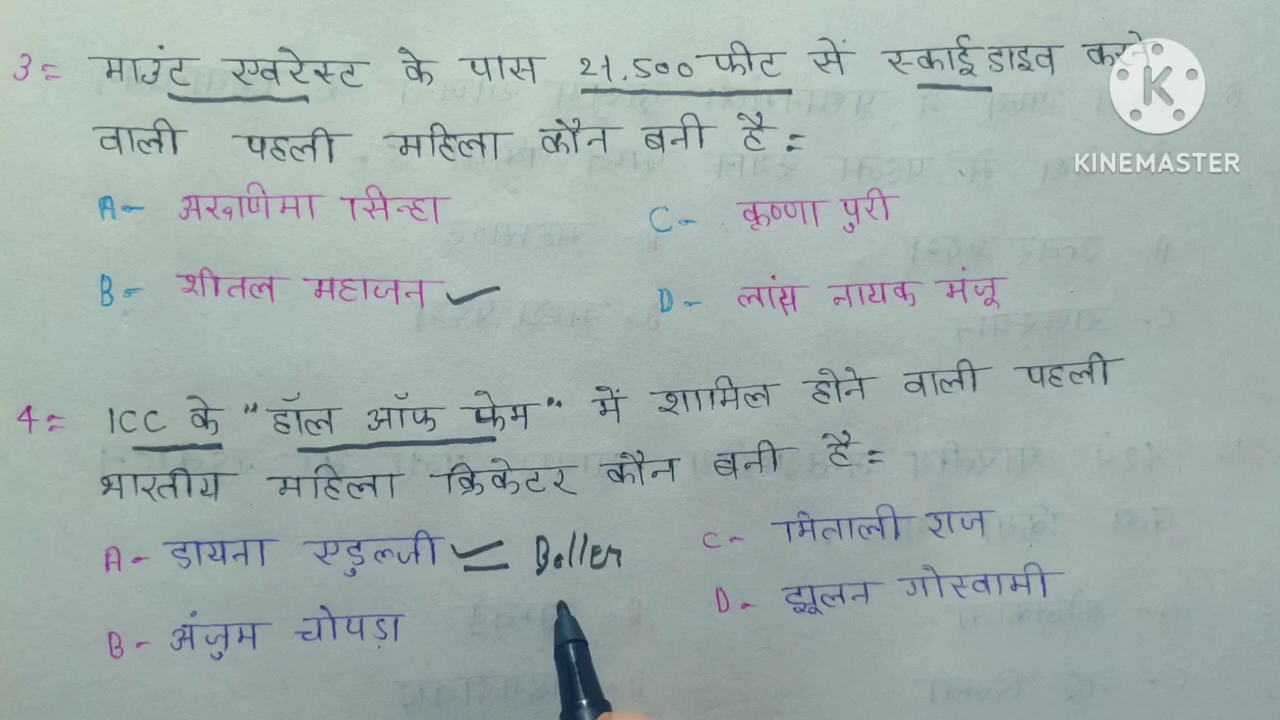 3= माउंट एवरेस्ट के पास 21,500 फीट से स्काईडाइव करने
वाली पहली महिला कौन बनी है=
A- अरूणिमा सिन्हा
C- कृष्णा पुरी
B- शीतल महाजन
D- लांस नायक मंजू
4= ICC के "हॉल ऑफ फेम" में शामिल होने वाली पहली
भारतीय महिला क्रिकेटर कौन बनी है=
A- डायना एडुल्जी = Boller
C- मिताली राज
B- अंजुम चोपड़ा
D- झूलन गोस्वामी
K
KINEMASTER